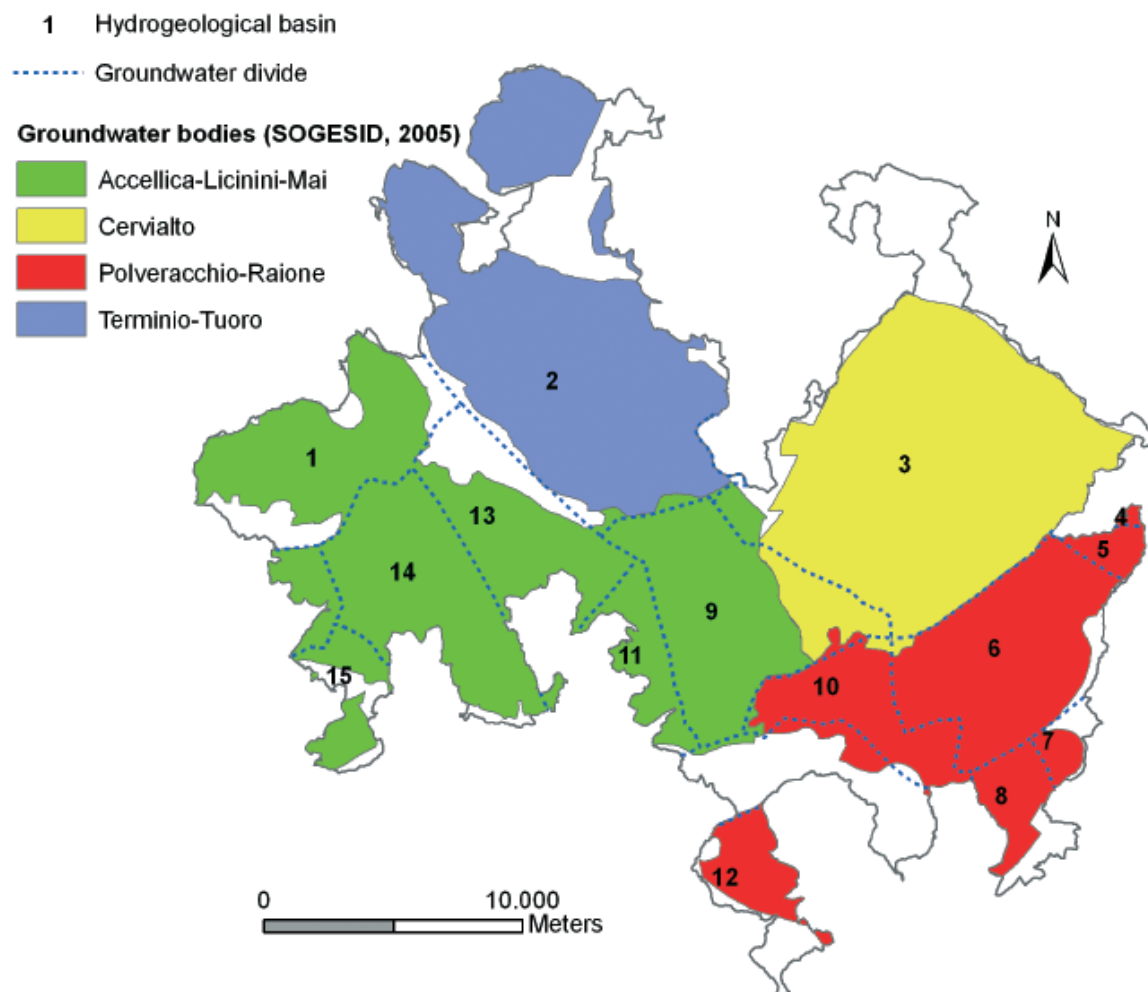 1 Hydrogeological basin
Groundwater divide
Groundwater bodies (SOGESID, 2005)
Accellica-Licinini-Mai
Cervialto
Polveracchio-Raione
Terminio-Tuoro
N
2
1
3
13
4
5
14
9
6
11
15
10
7
8
12
0 10.000
Meters